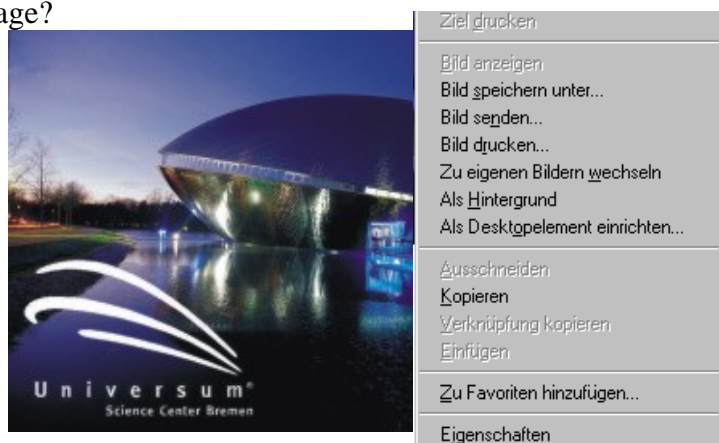 age?
Universum®
Science Center Bremen
Ziel drucken
Bild anzeigen
Bild speichern unter...
Bild senden...
Bild drucken...
Zu eigenen Bildern wechseln
Als Hintergrund
Als Desktopelement einrichten...
Ausschneiden
Kopieren
Verknüpfung kopieren
Einfügen
Zu Favoriten hinzufügen...
Eigenschaften